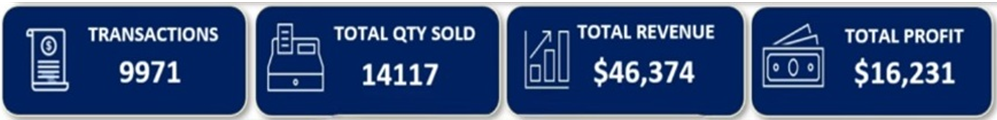 TRANSACTIONS
9971
TOTAL QTY SOLD
14117
TOTAL REVENUE
$46,374
TOTAL PROFIT
$16,231